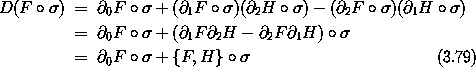 D(F ∘ σ) = ∂₀F ∘ σ + (∂₁F ∘ σ)(∂₂H ∘ σ) − (∂₂F ∘ σ)(∂₁H ∘ σ)
= ∂₀F ∘ σ + (∂₁F∂₂H − ∂₂F∂₁H) ∘ σ
= ∂₀F ∘ σ + {F, H} ∘ σ (3.79)